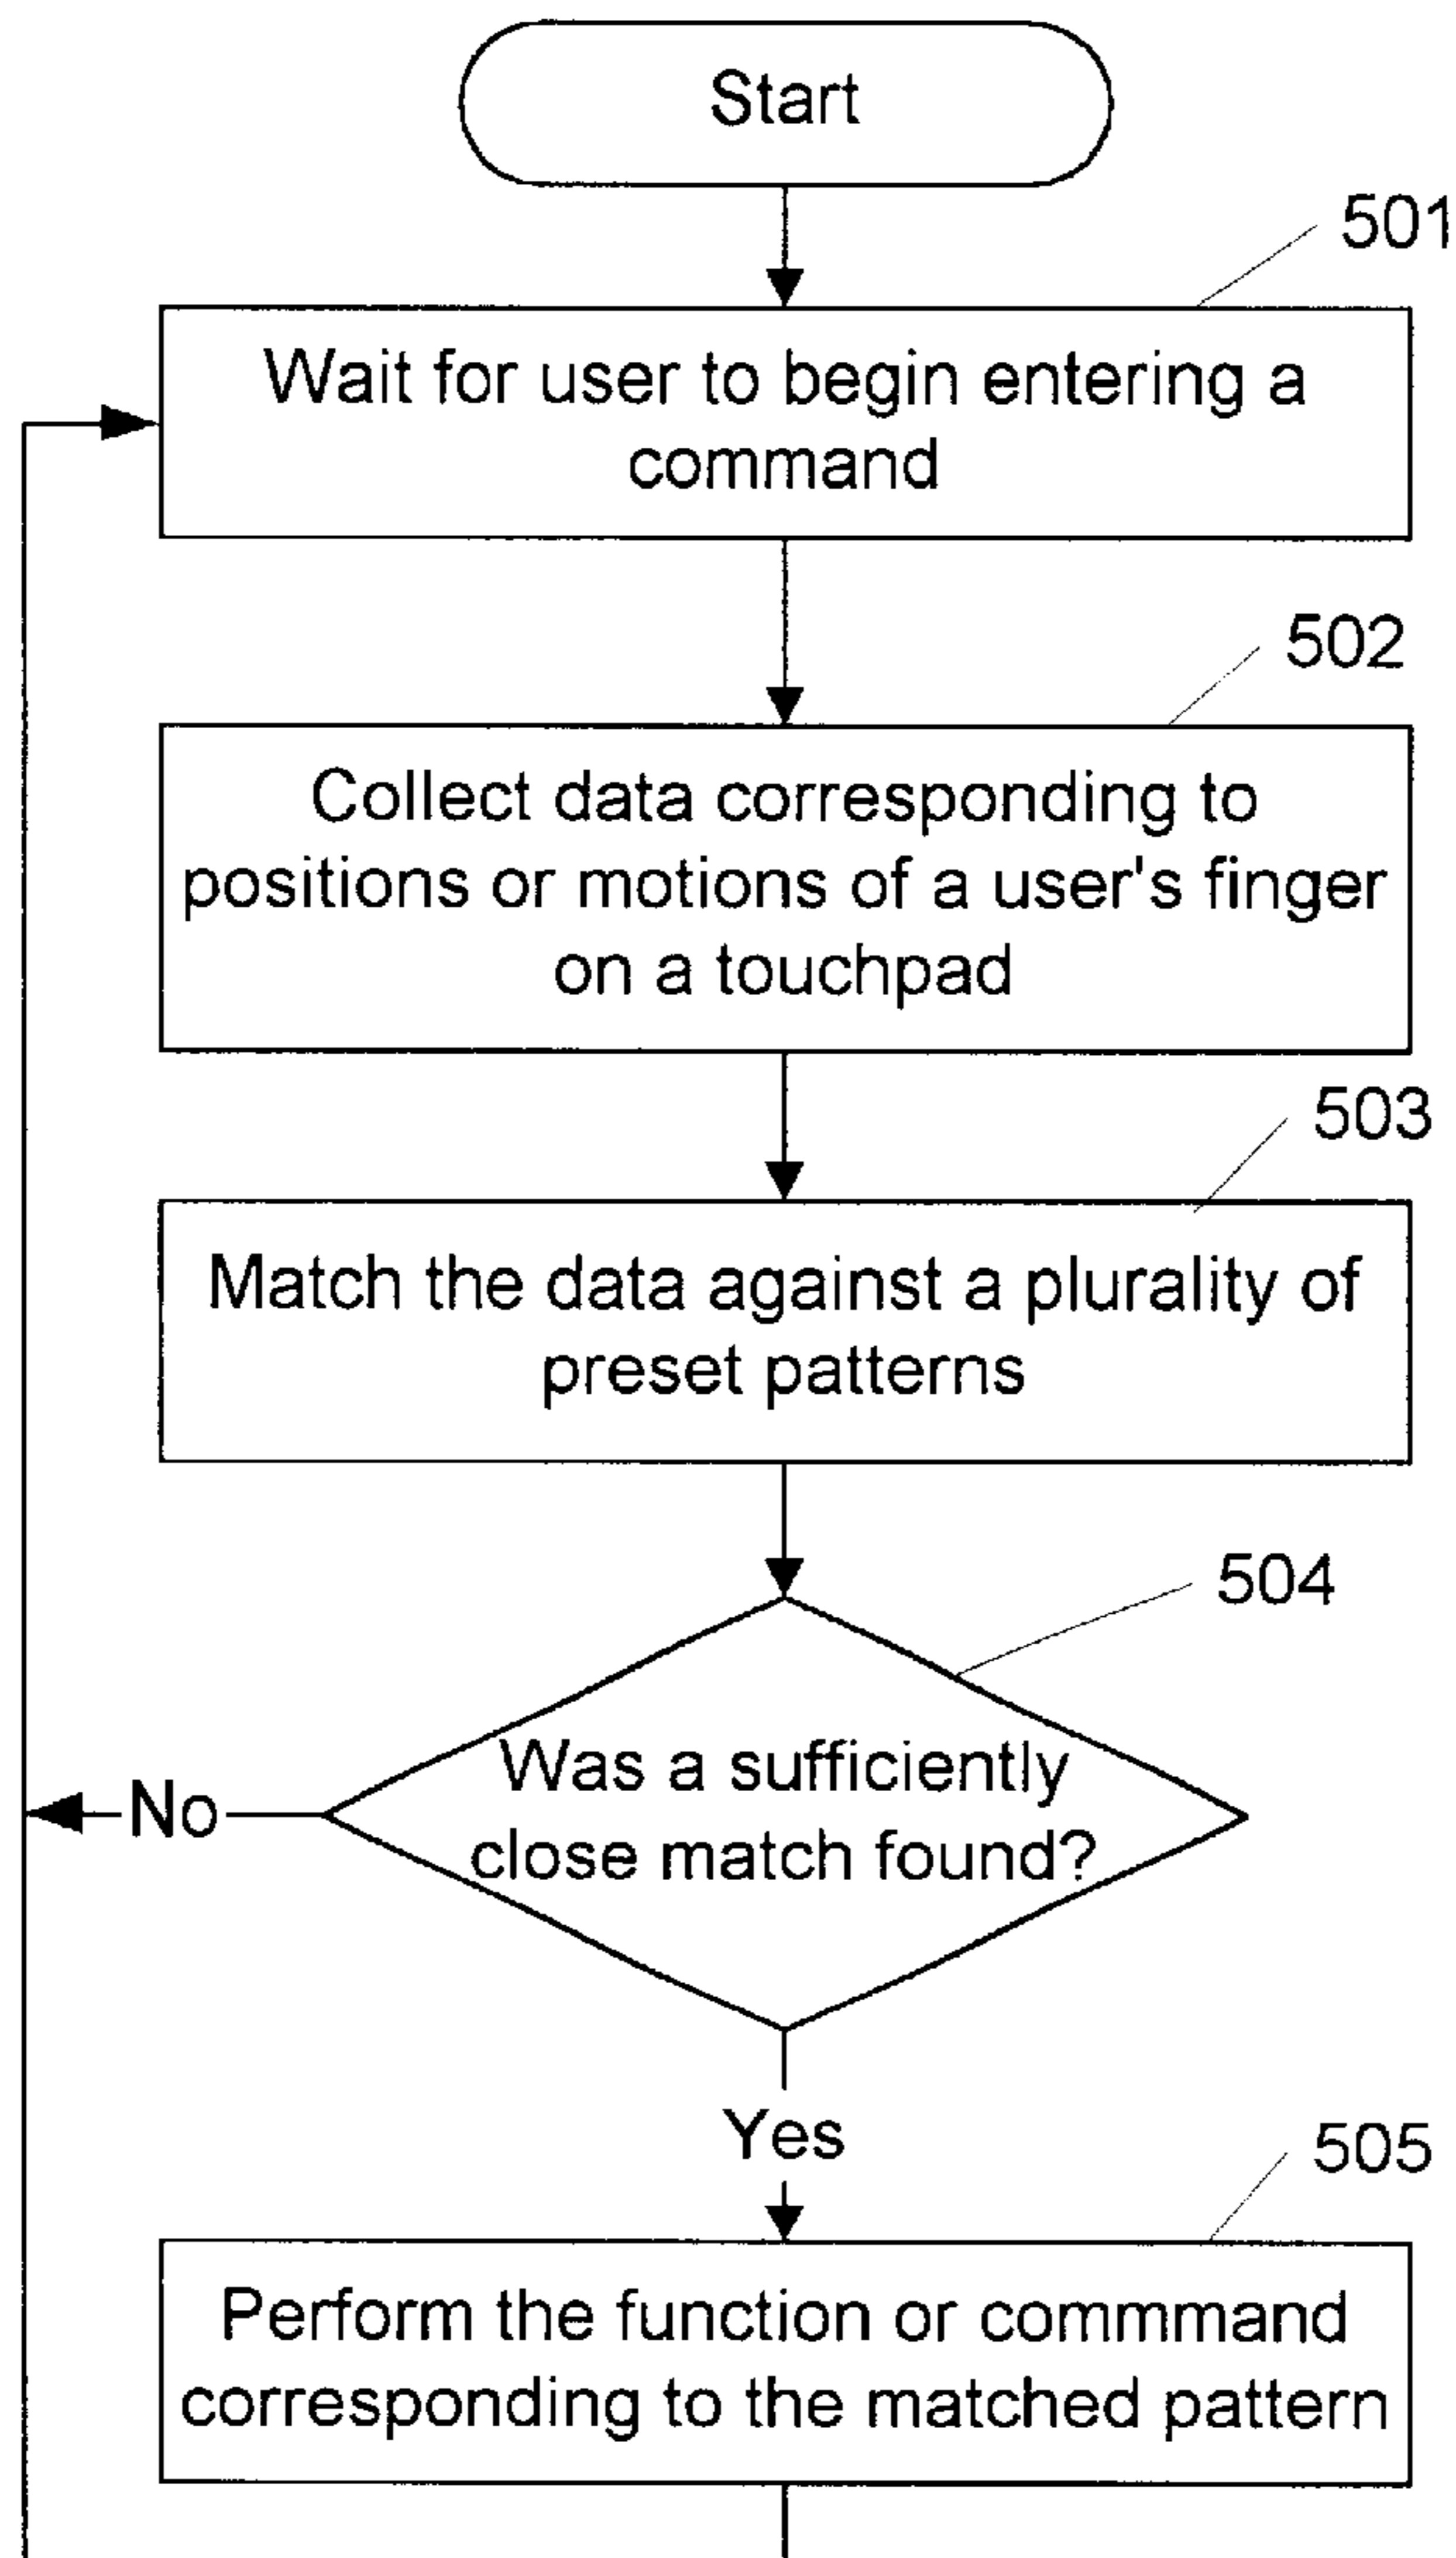 Start
501
Wait for user to begin entering a
command
502
Collect data corresponding to
positions or motions of a user's finger
on a touchpad
503
Match the data against a plurality of
preset patterns
504
Was a sufficiently
close match found?
No
Yes
505
Perform the function or commmand
corresponding to the matched pattern